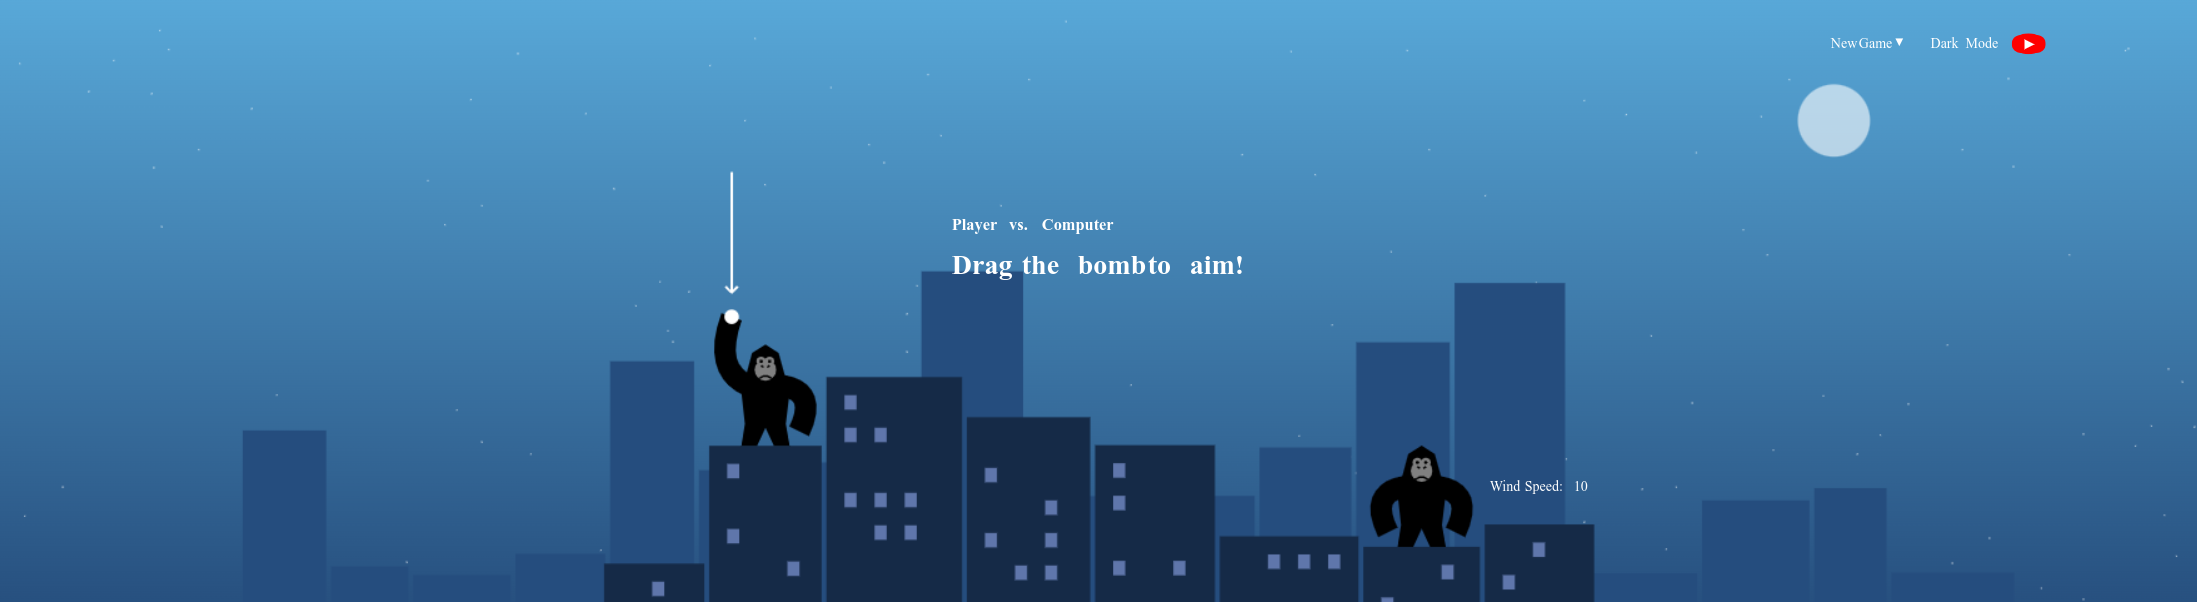 New Game ▼ Dark Mode
Player vs. Computer
Drag the bomb to aim!
Wind Speed: 10